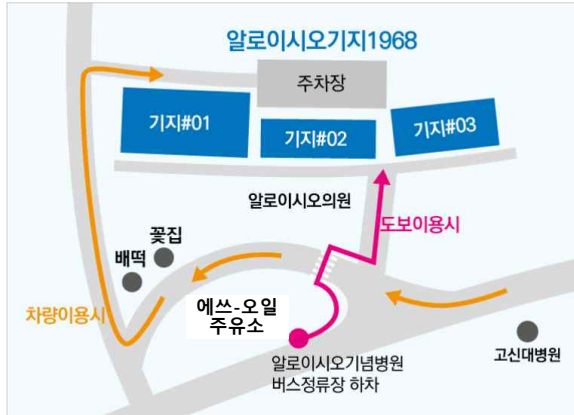 알로이시오기지1968
주차장
기지#01
기지#02
기지#03
알로이시오의원
도보이용시
꽃집
배떡
차량이용시
에쓰-오일
주유소
고신대병원
알로이시오기념병원
버스정류장 하차